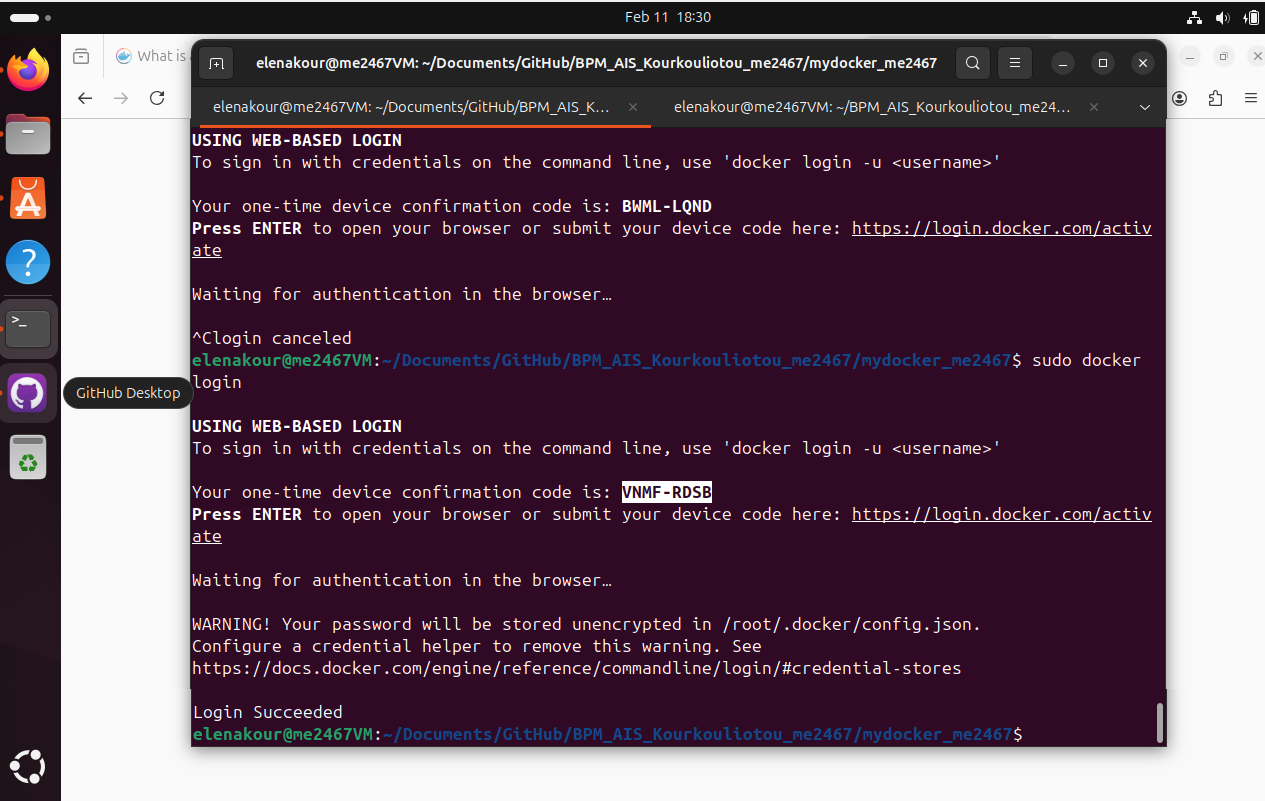 Feb 11 18:30
What is
elenakour@me2467VM: ~/Documents/GitHub/BPM_AIS_Kourkouliotou_me2467/mydocker_me2467
elenakour@me2467VM: ~/Documents/GitHub/BPM_AIS_K...
elenakour@me2467VM: ~/BPM_AIS_Kourkouliotou_me24...
USING WEB-BASED LOGIN
To sign in with credentials on the command line, use 'docker login -u <username>'
Your one-time device confirmation code is: BWML-LQND
Press ENTER to open your browser or submit your device code here: https://login.docker.com/activ
ate
Waiting for authentication in the browser…
^Clogin canceled
elenakour@me2467VM:~/Documents/GitHub/BPM_AIS_Kourkouliotou_me2467/mydocker_me2467$ sudo docker
login
GitHub Desktop
USING WEB-BASED LOGIN
To sign in with credentials on the command line, use 'docker login -u <username>'
Your one-time device confirmation code is: VNMF-RDSB
Press ENTER to open your browser or submit your device code here: https://login.docker.com/activ
ate
Waiting for authentication in the browser…
WARNING! Your password will be stored unencrypted in /root/.docker/config.json.
Configure a credential helper to remove this warning. See
https://docs.docker.com/engine/reference/commandline/login/#credential-stores
Login Succeeded
elenakour@me2467VM:~/Documents/GitHub/BPM_AIS_Kourkouliotou_me2467/mydocker_me2467$